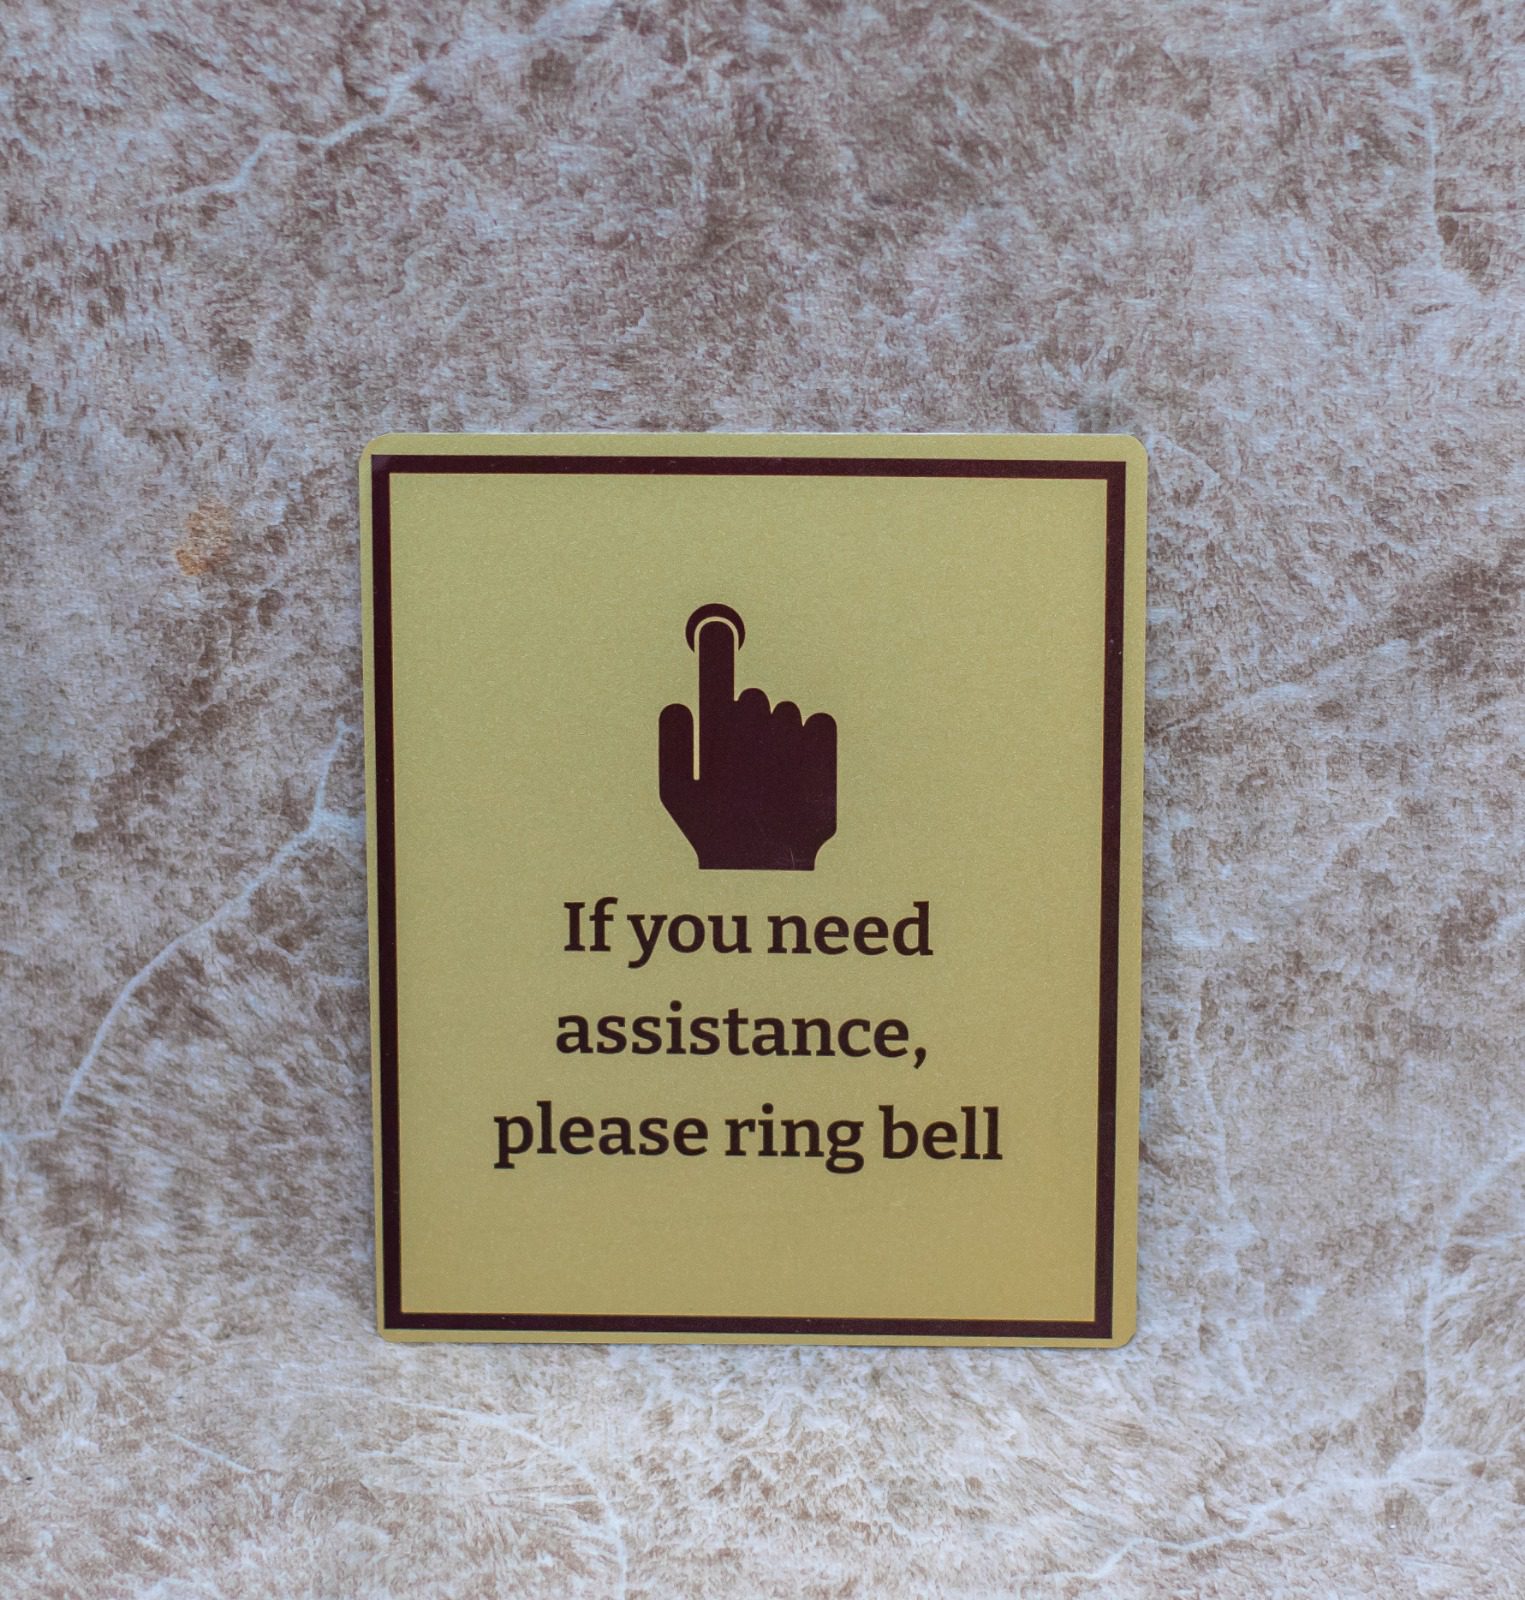 If you need
assistance,
please ring bell